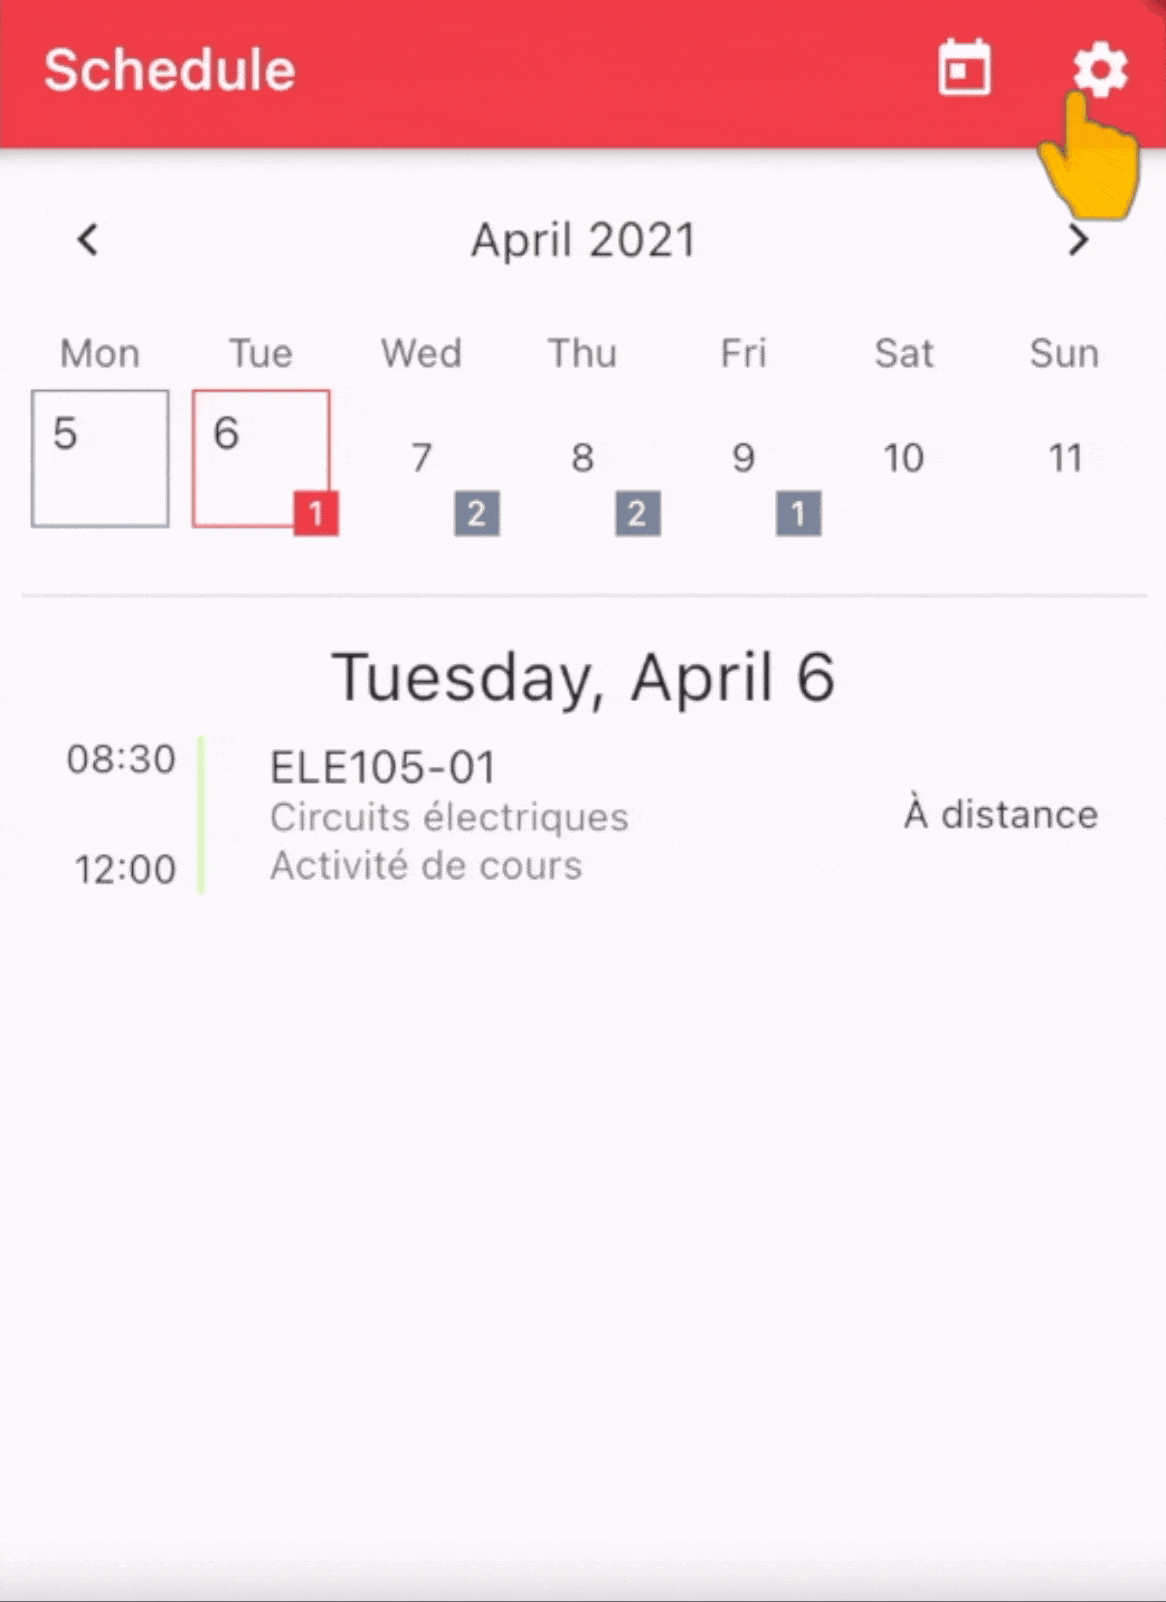 Schedule
April 2021
Mon Tue Wed Thu Fri Sat Sun
5 6 7 8 9 10 11
1 2 2 1
Tuesday, April 6
08:30
ELE105-01
Circuits électriques
À distance
12:00
Activité de cours